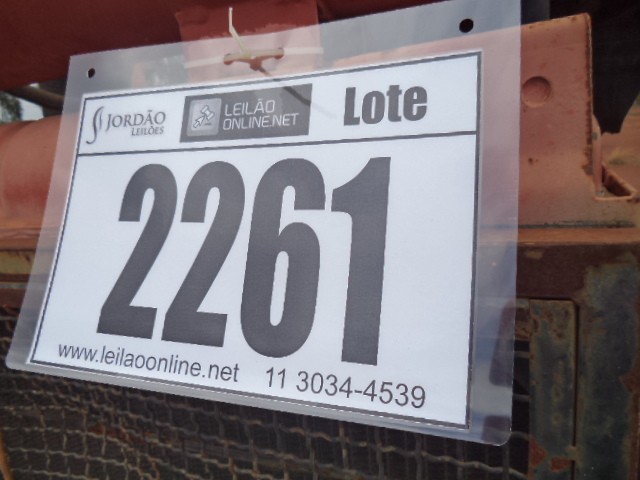 JORDÃO
LEILÕES
LEILÃO
ONLINE.NET
Lote
2261
www.leilaoonline.net 11 3034-4539